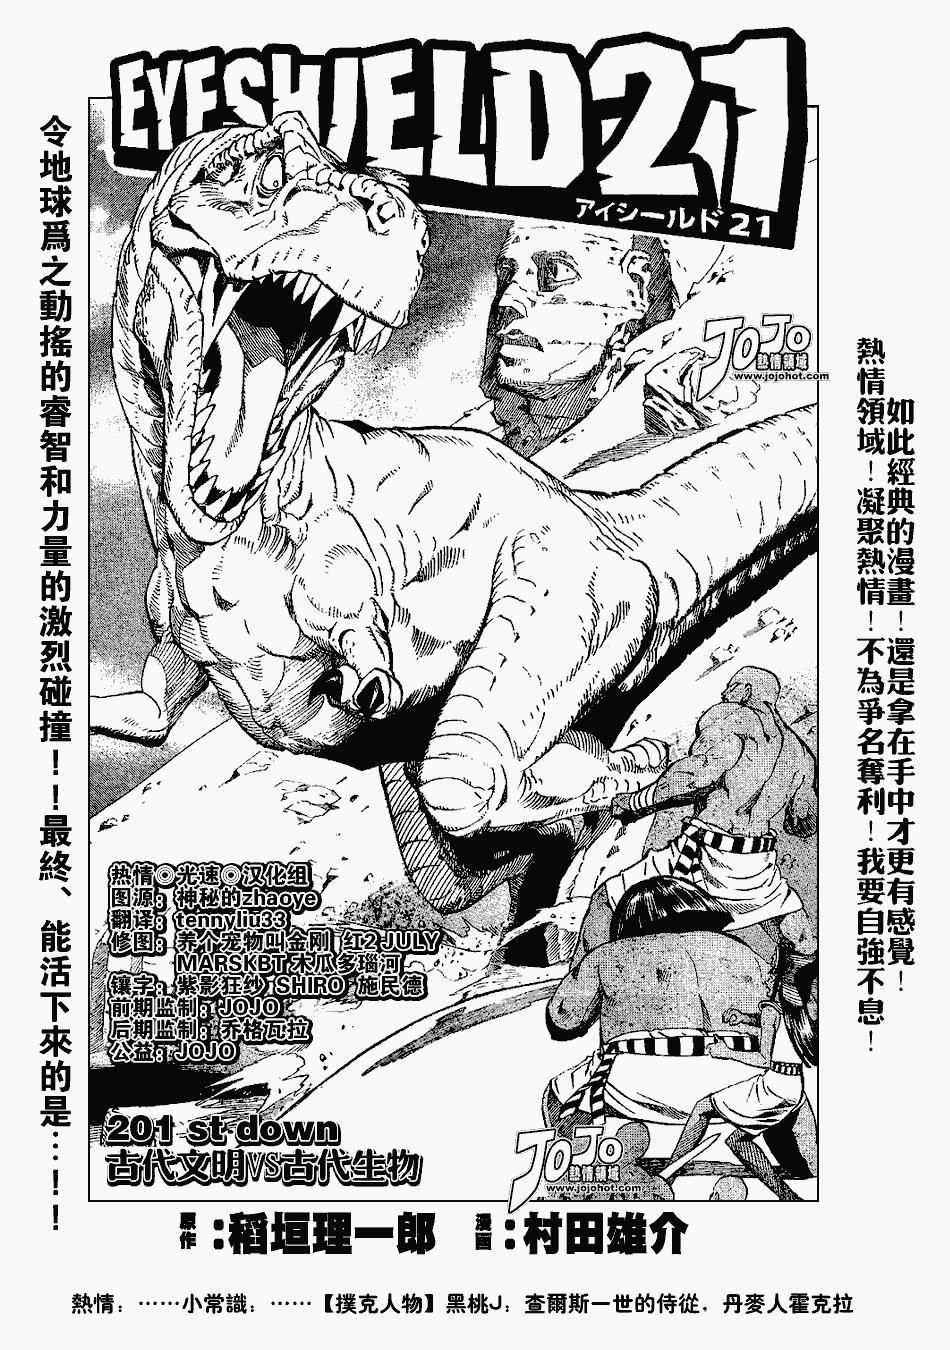 EYESHIELD21
アイシールド21
令地球爲之動搖的睿智和力量的激烈碰撞！！最終、能活下來的是…！！
JOJO
熱情領域
www.jojohot.com
如此經典的漫畫！還是拿在手中才更有感覺！
熱情領域！凝聚熱情！不為爭名奪利！我要自強不息！
热情◎光速◎汉化组
图源：神秘的zhaoye
翻译：tennyliu33
修图：养个宠物叫金刚 红2 JULY
MARSKBT 木瓜多瑙河
镶字：紫影狂纱 SHIRO 施民德
前期监制：JOJO
后期监制：乔格瓦拉
公益：JOJO
201 st down
古代文明VS古代生物
JOJO
熱情領域
www.jojohot.com
原作：稻垣理一郎 漫画：村田雄介
熱情：……小常識：……【撲克人物】黑桃J：查爾斯一世的侍從，丹麥人霍克拉